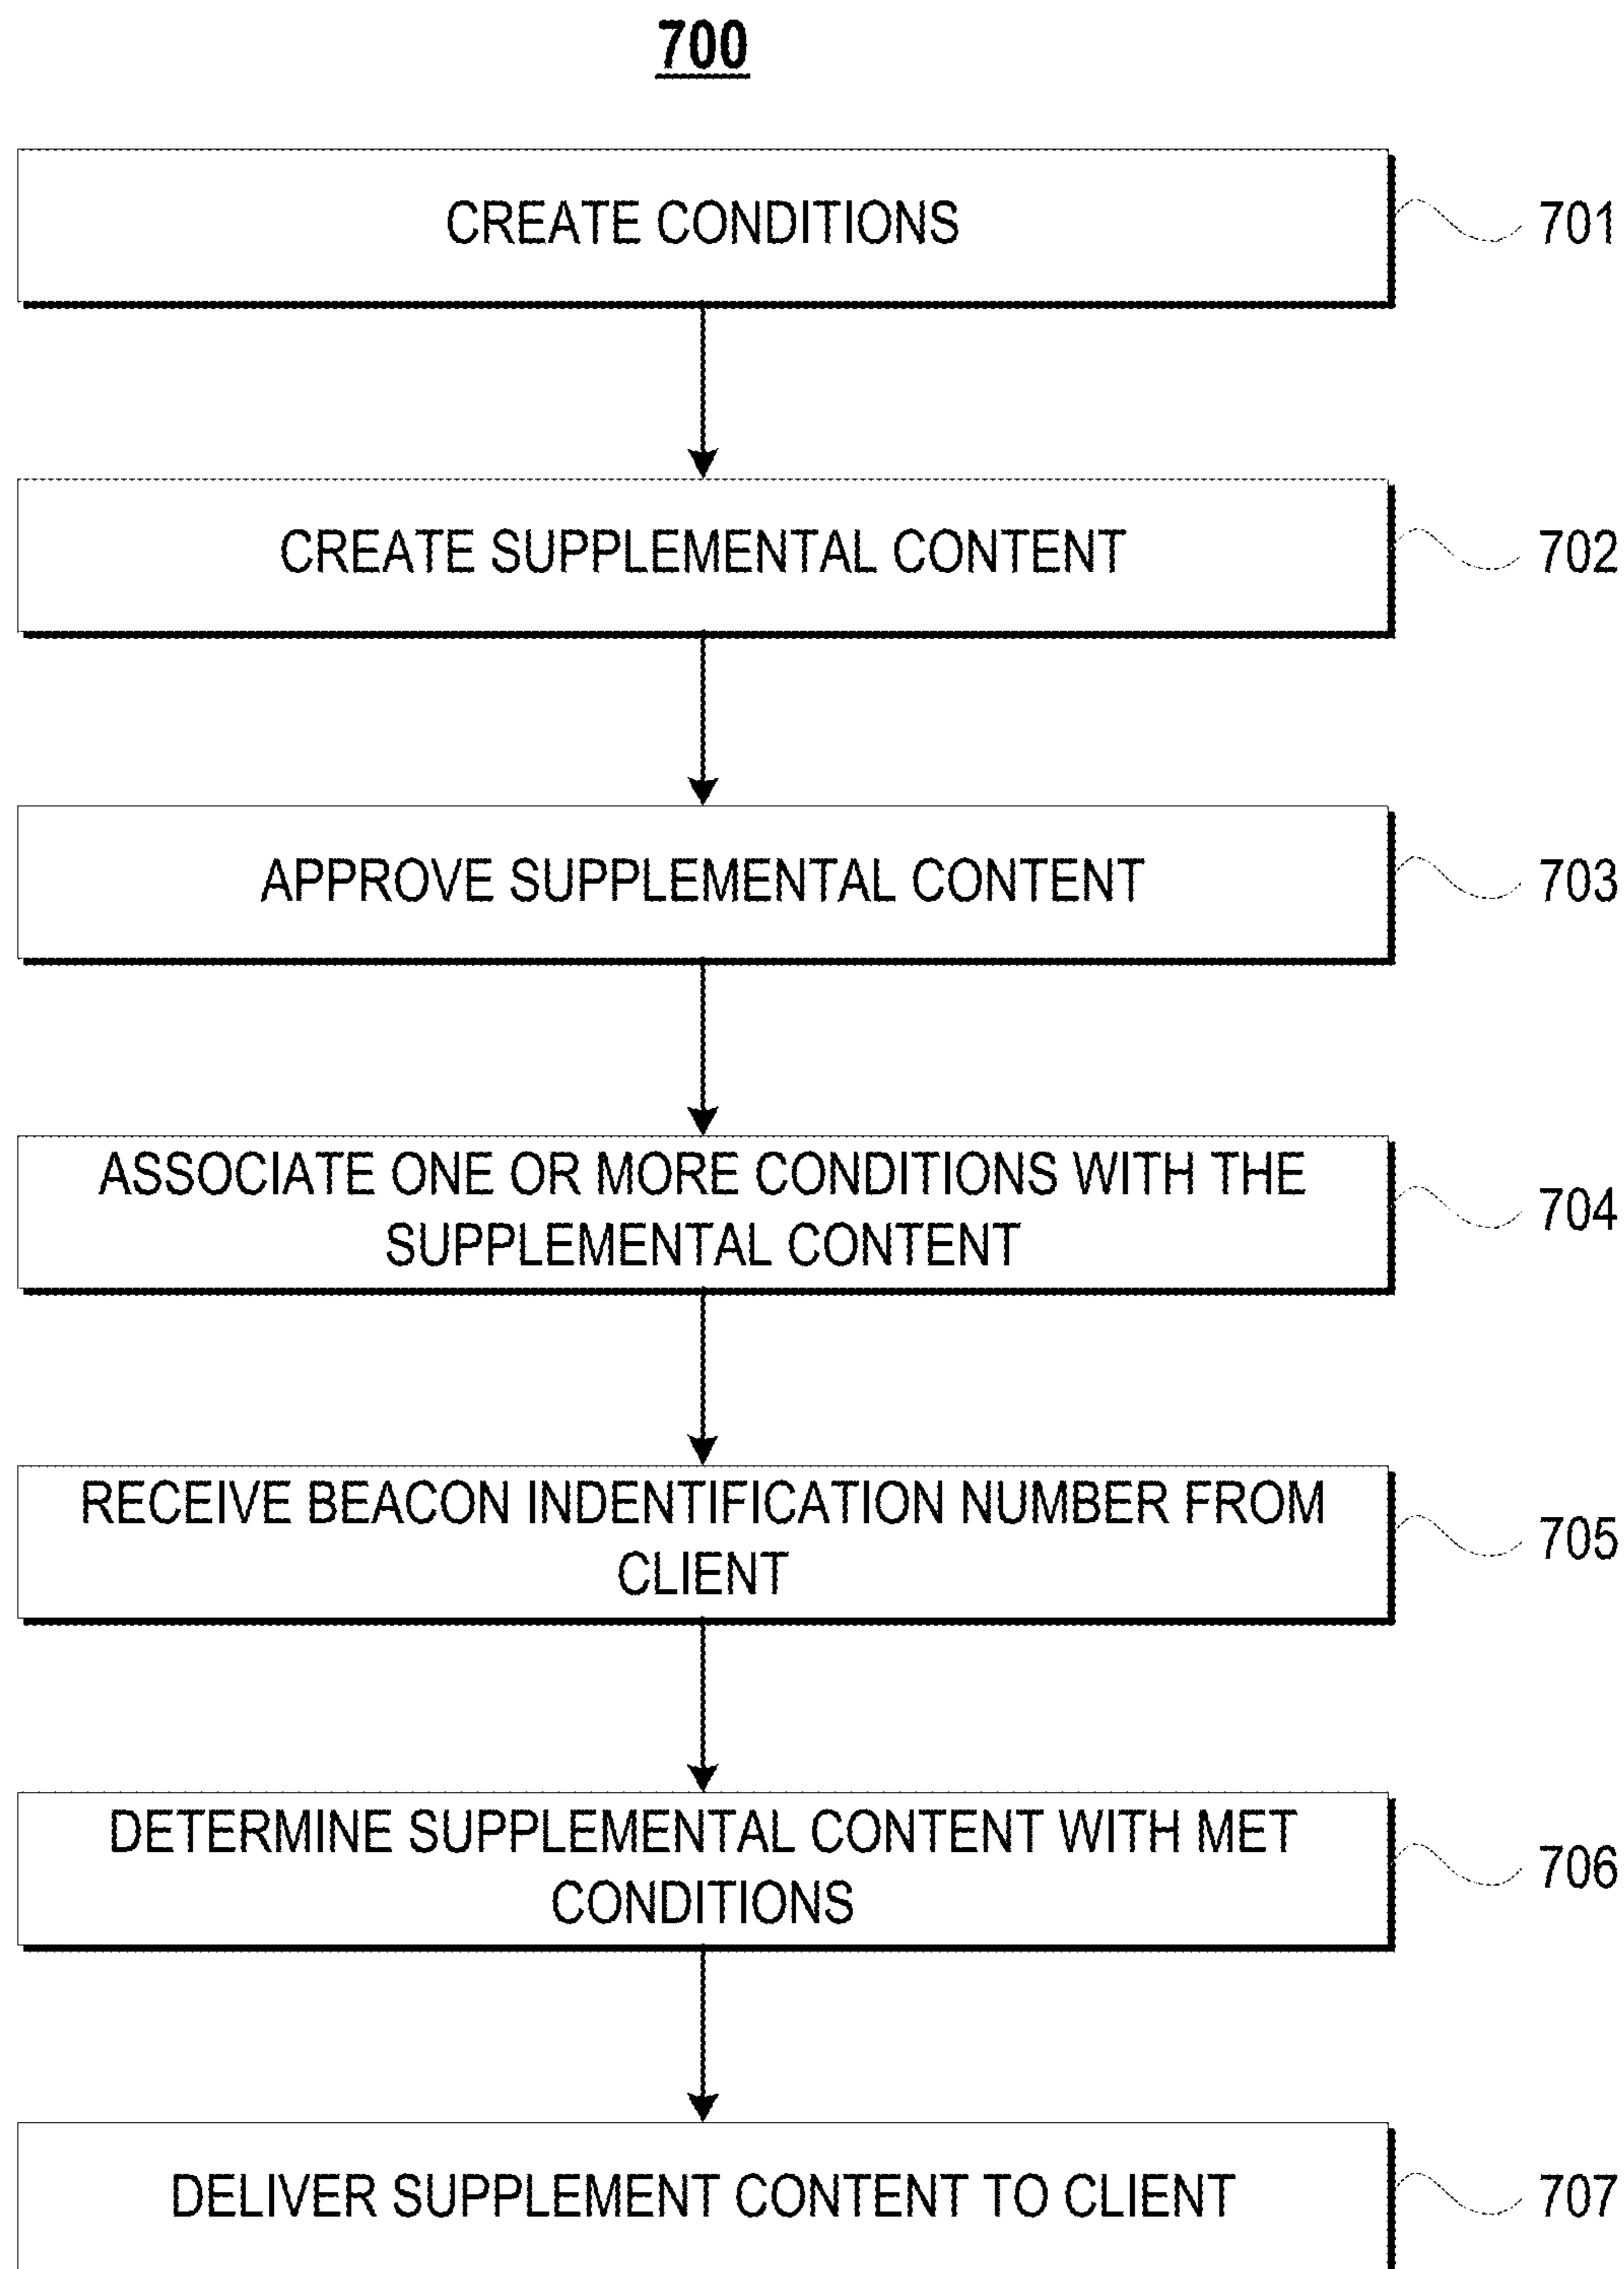 700
CREATE CONDITIONS
701
CREATE SUPPLEMENTAL CONTENT
702
APPROVE SUPPLEMENTAL CONTENT
703
ASSOCIATE ONE OR MORE CONDITIONS WITH THE
SUPPLEMENTAL CONTENT
704
RECEIVE BEACON INDENTIFICATION NUMBER FROM
CLIENT
705
DETERMINE SUPPLEMENTAL CONTENT WITH MET
CONDITIONS
706
DELIVER SUPPLEMENT CONTENT TO CLIENT
707